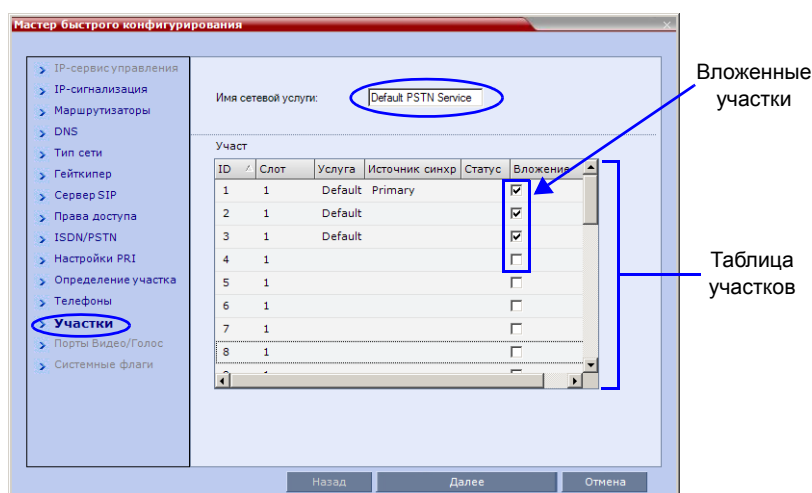 Мастер быстрого конфигурирования
IP-сервис управления
IP-сигнализация
Маршрутизаторы
DNS
Тип сети
Гейткипер
Сервер SIP
Права доступа
ISDN/PSTN
Настройки PRI
Определение участка
Телефоны
Участки
Порты Видео/Голос
Системные флаги
Имя сетевой услуги:
Default PSTN Service
Участ
ID Слот Услуга Источник синхр Статус Вложение
1 1 Default Primary
2 1 Default
3 1 Default
4 1
5 1
6 1
7 1
8 1
Назад Далее Отмена
Вложенные
участки
Таблица
участков